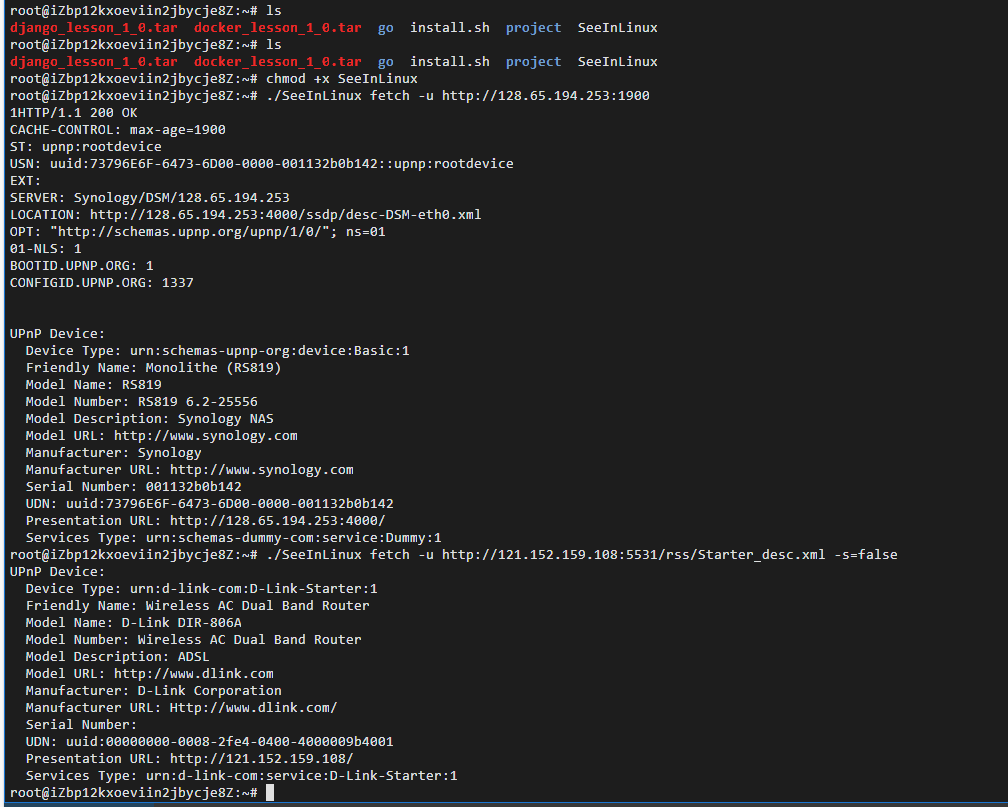 root@iZbp12kxoeviin2jbycje8Z:~# ls
django_lesson_1_0.tar  docker_lesson_1_0.tar  go  install.sh  project  SeeInLinux
root@iZbp12kxoeviin2jbycje8Z:~# ls
django_lesson_1_0.tar  docker_lesson_1_0.tar  go  install.sh  project  SeeInLinux
root@iZbp12kxoeviin2jbycje8Z:~# chmod +x SeeInLinux
root@iZbp12kxoeviin2jbycje8Z:~# ./SeeInLinux fetch -u http://128.65.194.253:1900
1HTTP/1.1 200 OK
CACHE-CONTROL: max-age=1900
ST: upnp:rootdevice
USN: uuid:73796E6F-6473-6D00-0000-001132b0b142::upnp:rootdevice
EXT:
SERVER: Synology/DSM/128.65.194.253
LOCATION: http://128.65.194.253:4000/ssdp/desc-DSM-eth0.xml
OPT: "http://schemas.upnp.org/upnp/1/0/"; ns=01
01-NLS: 1
BOOTID.UPNP.ORG: 1
CONFIGID.UPNP.ORG: 1337
UPnP Device:
  Device Type: urn:schemas-upnp-org:device:Basic:1
  Friendly Name: Monolithe (RS819)
  Model Name: RS819
  Model Number: RS819 6.2-25556
  Model Description: Synology NAS
  Model URL: http://www.synology.com
  Manufacturer: Synology
  Manufacturer URL: http://www.synology.com
  Serial Number: 001132b0b142
  UDN: uuid:73796E6F-6473-6D00-0000-001132b0b142
  Presentation URL: http://128.65.194.253:4000/
  Services Type: urn:schemas-dummy-com:service:Dummy:1
root@iZbp12kxoeviin2jbycje8Z:~# ./SeeInLinux fetch -u http://121.152.159.108:5531/rss/Starter_desc.xml -s=false
UPnP Device:
  Device Type: urn:d-link-com:D-Link-Starter:1
  Friendly Name: Wireless AC Dual Band Router
  Model Name: D-Link DIR-806A
  Model Number: Wireless AC Dual Band Router
  Model Description: ADSL
  Model URL: http://www.dlink.com
  Manufacturer: D-Link Corporation
  Manufacturer URL: Http://www.dlink.com/
  Serial Number:
  UDN: uuid:00000000-0008-2fe4-0400-4000009b4001
  Presentation URL: http://121.152.159.108/
  Services Type: urn:d-link-com:service:D-Link-Starter:1
root@iZbp12kxoeviin2jbycje8Z:~#